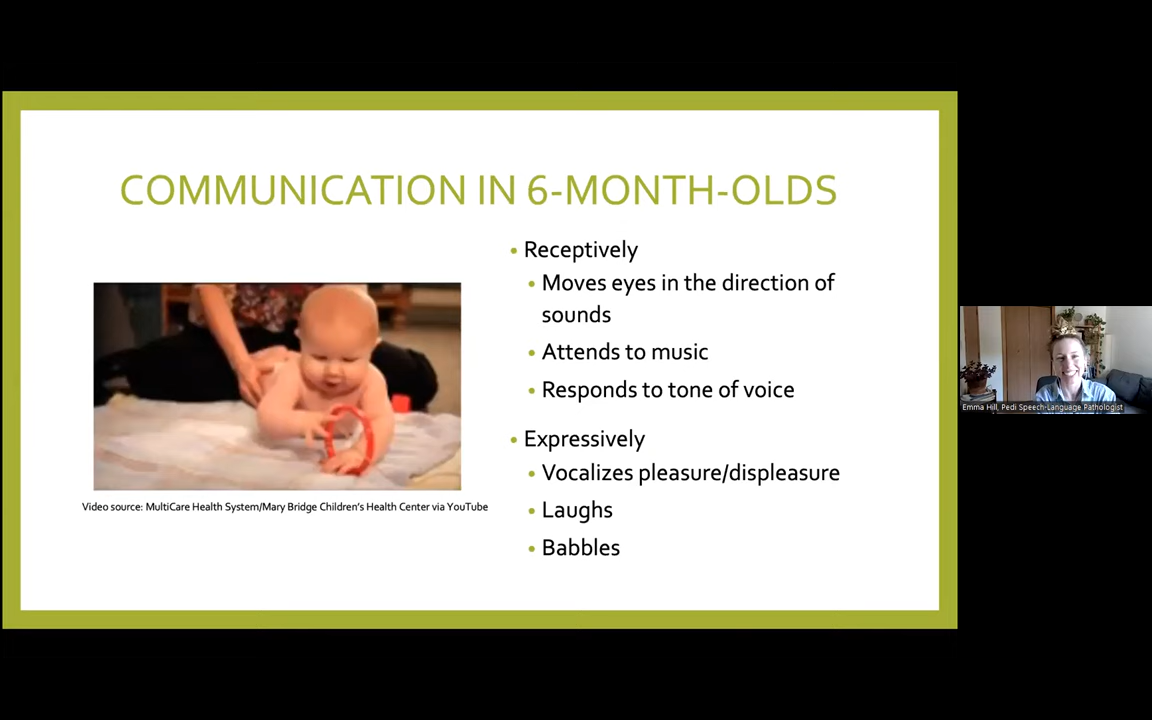 COMMUNICATION IN 6-MONTH-OLDS
• Receptively
• Moves eyes in the direction of
sounds
• Attends to music
• Responds to tone of voice
• Expressively
• Vocalizes pleasure/displeasure
• Laughs
• Babbles
Video source: MultiCare Health System/Mary Bridge Children's Health Center via YouTube
Emma Hill, Pedi Speech-Language Pathologist